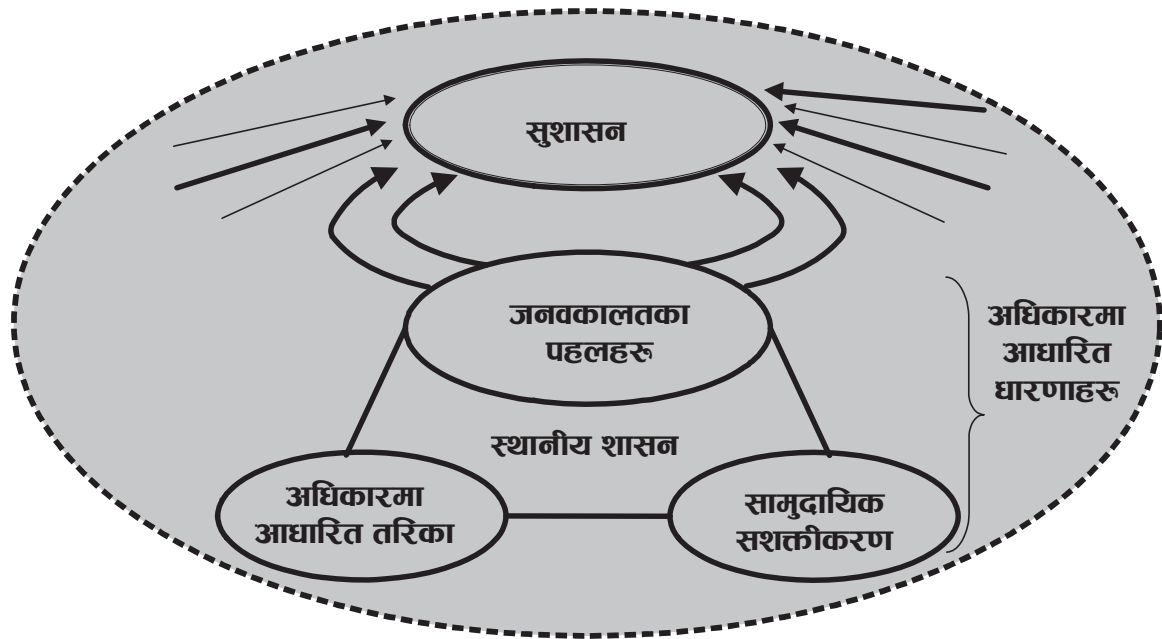 सुशासन
जनवकालतका
पहलहरू
अधिकारमा
आधारित
धारणाहरू
स्थानीय शासन
अधिकारमा
आधारित तरिका
सामुदायिक
सशक्तीकरण